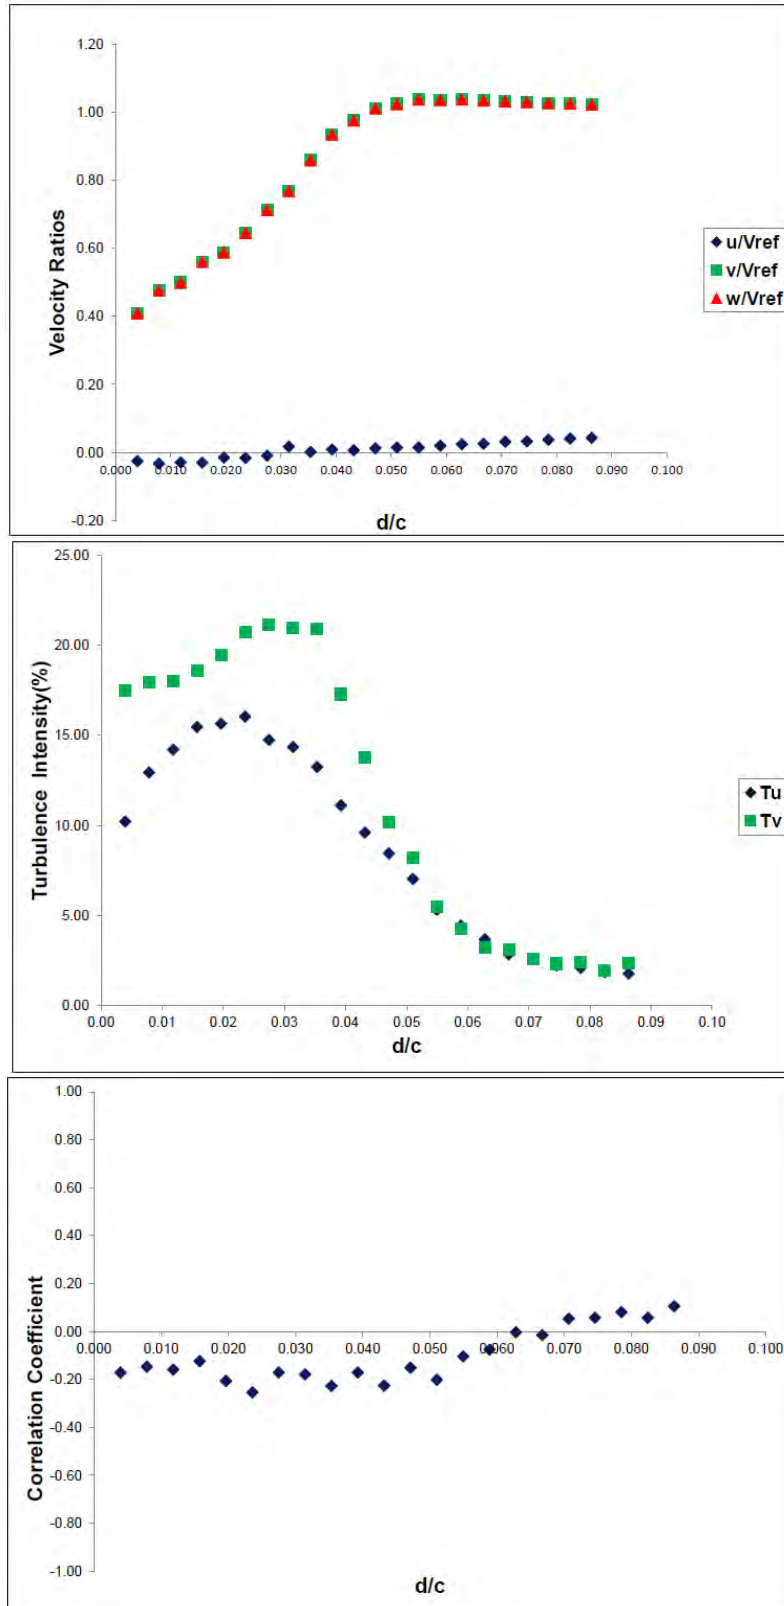 1.20
1.00
0.80
0.60
0.40
0.20
0.00
-0.20
Velocity Ratios
0.000 0.010 0.020 0.030 0.040 0.050 0.060 0.070 0.080 0.090 0.100
d/c
u/Vref
v/Vref
w/Vref
25.00
20.00
15.00
10.00
5.00
0.00
Turbulence Intensity(%)
0.00 0.01 0.02 0.03 0.04 0.05 0.06 0.07 0.08 0.09 0.10
d/c
Tu
Tv
1.00
0.80
0.60
0.40
0.20
0.00
-0.20
-0.40
-0.60
-0.80
-1.00
Correlation Coefficient
0.000 0.010 0.020 0.030 0.040 0.050 0.060 0.070 0.080 0.090 0.100
d/c